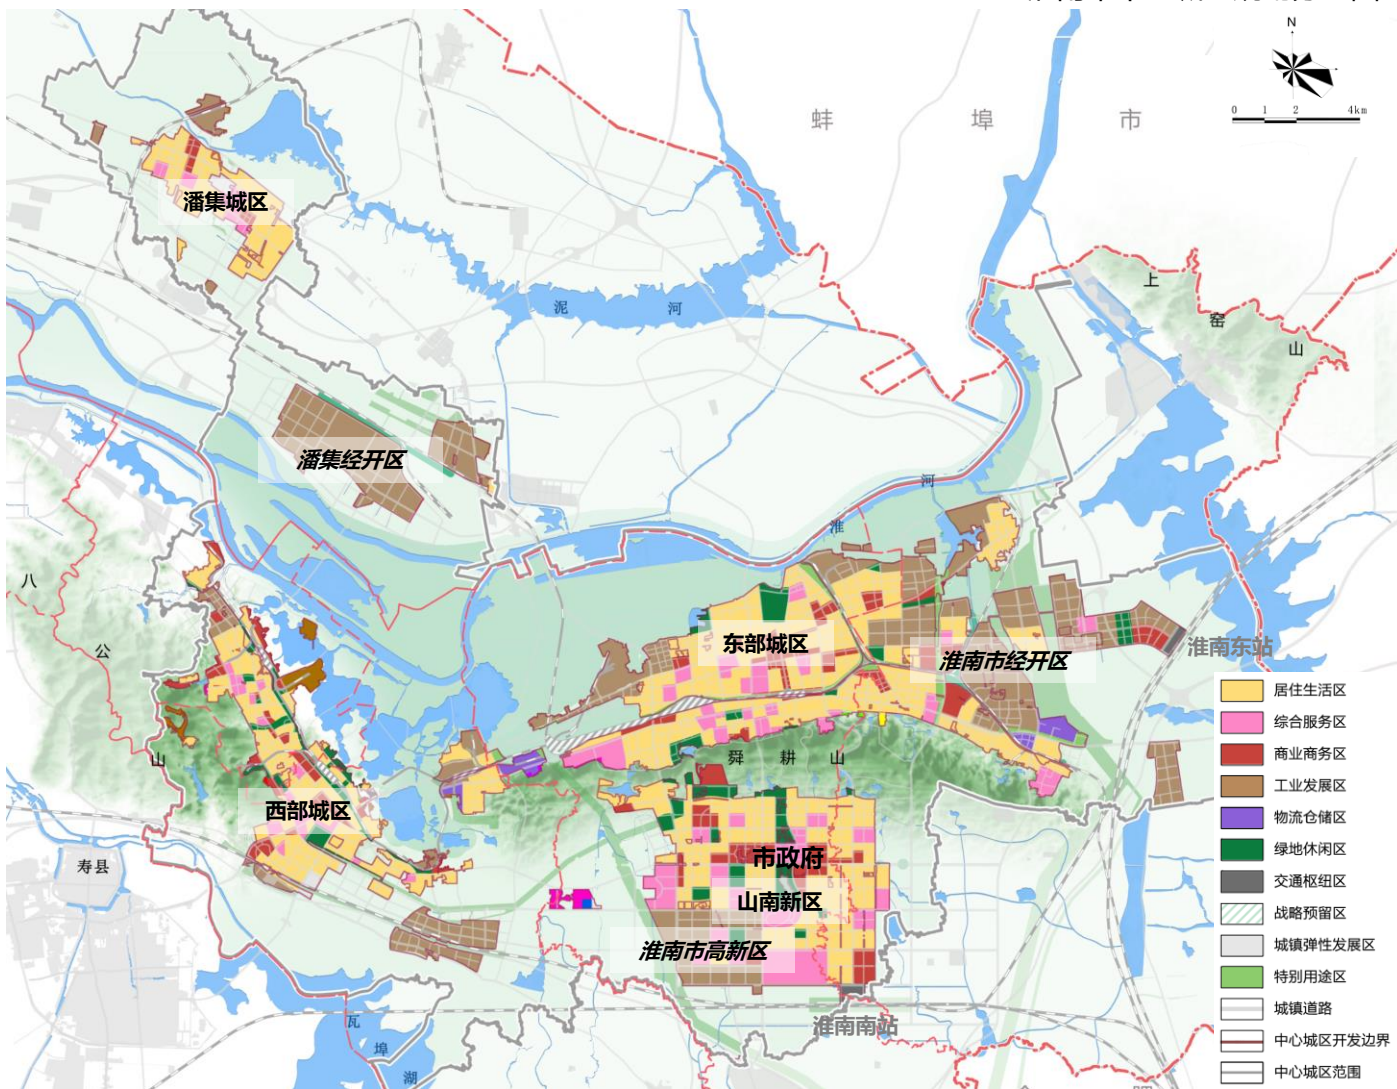 N
0 1 2 4km
蚌埠市
上窑山
潘集城区
泥河
潘集经开区
淮河
八公山
东部城区
淮南市经开区
淮南东站
舜耕山
西部城区
寿县
市政府
山南新区
淮南市高新区
淮南南站
瓦埠湖
居住生活区
综合服务区
商业商务区
工业发展区
物流仓储区
绿地休闲区
交通枢纽区
战略预留区
城镇弹性发展区
特别用途区
城镇道路
中心城区开发边界
中心城区范围